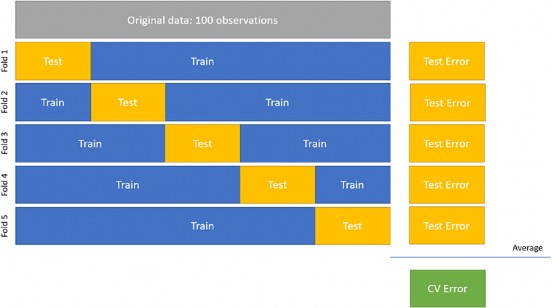 Original data: 100 observations
Fold 1
Test
Train
Test Error
Fold 2
Train
Test
Train
Test Error
Fold 3
Train
Test
Train
Test Error
Fold 4
Train
Test
Train
Test Error
Fold 5
Train
Test
Test Error
Average
CV Error